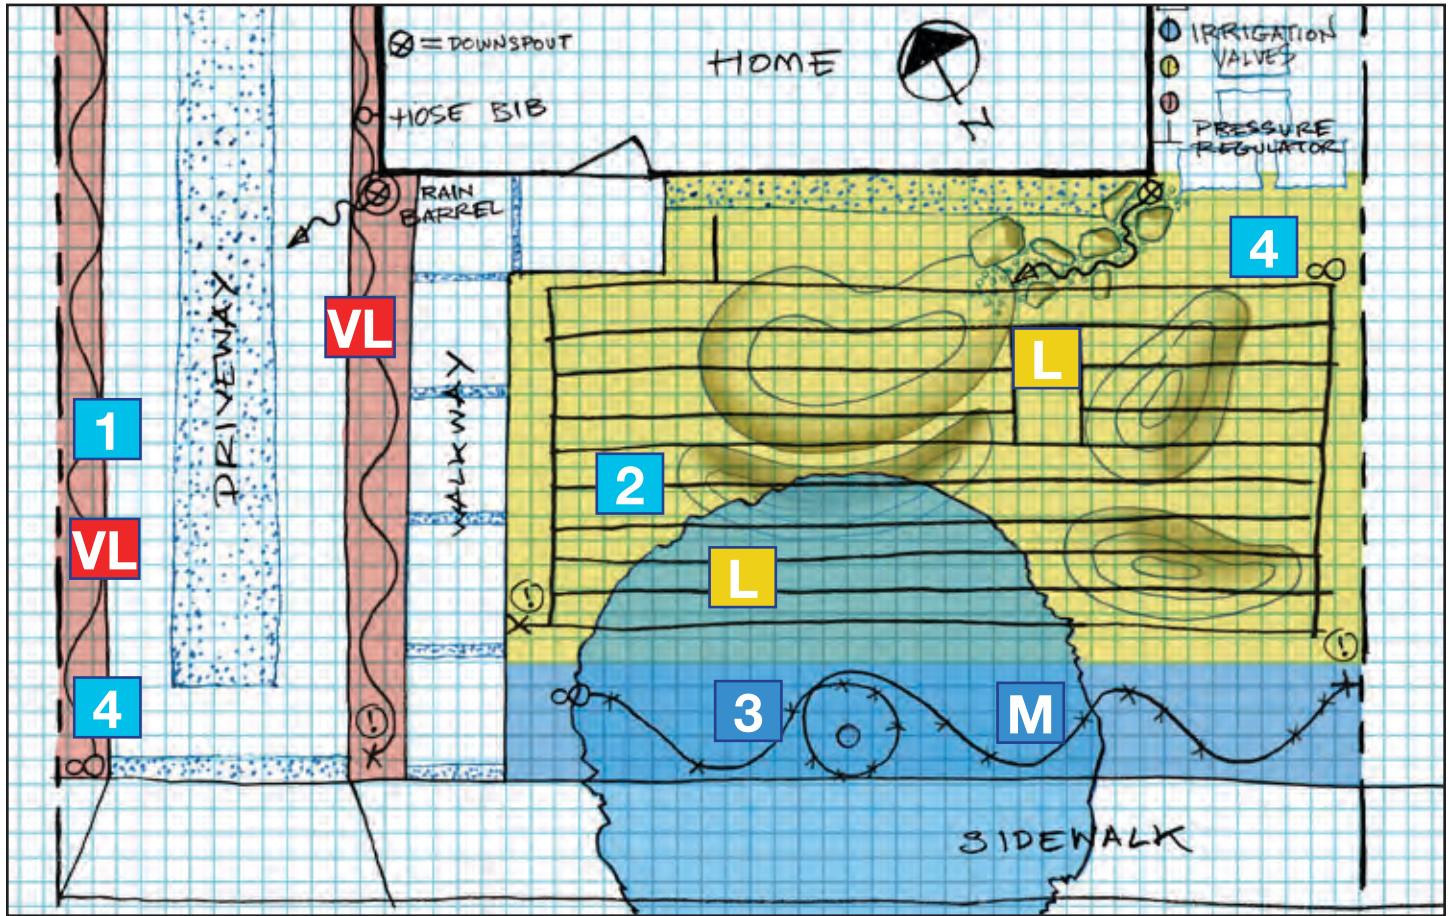 ⊗ = DOWNSPOUT
HOME
IRRIGATION
VALVES
HOSE BIB
N
PRESSURE
REGULATOR
RAIN
BARREL
4
DRIVEWAY
VL
WALKWAY
L
1
2
VL
L
!
!
4
3
M
!
SIDEWALK